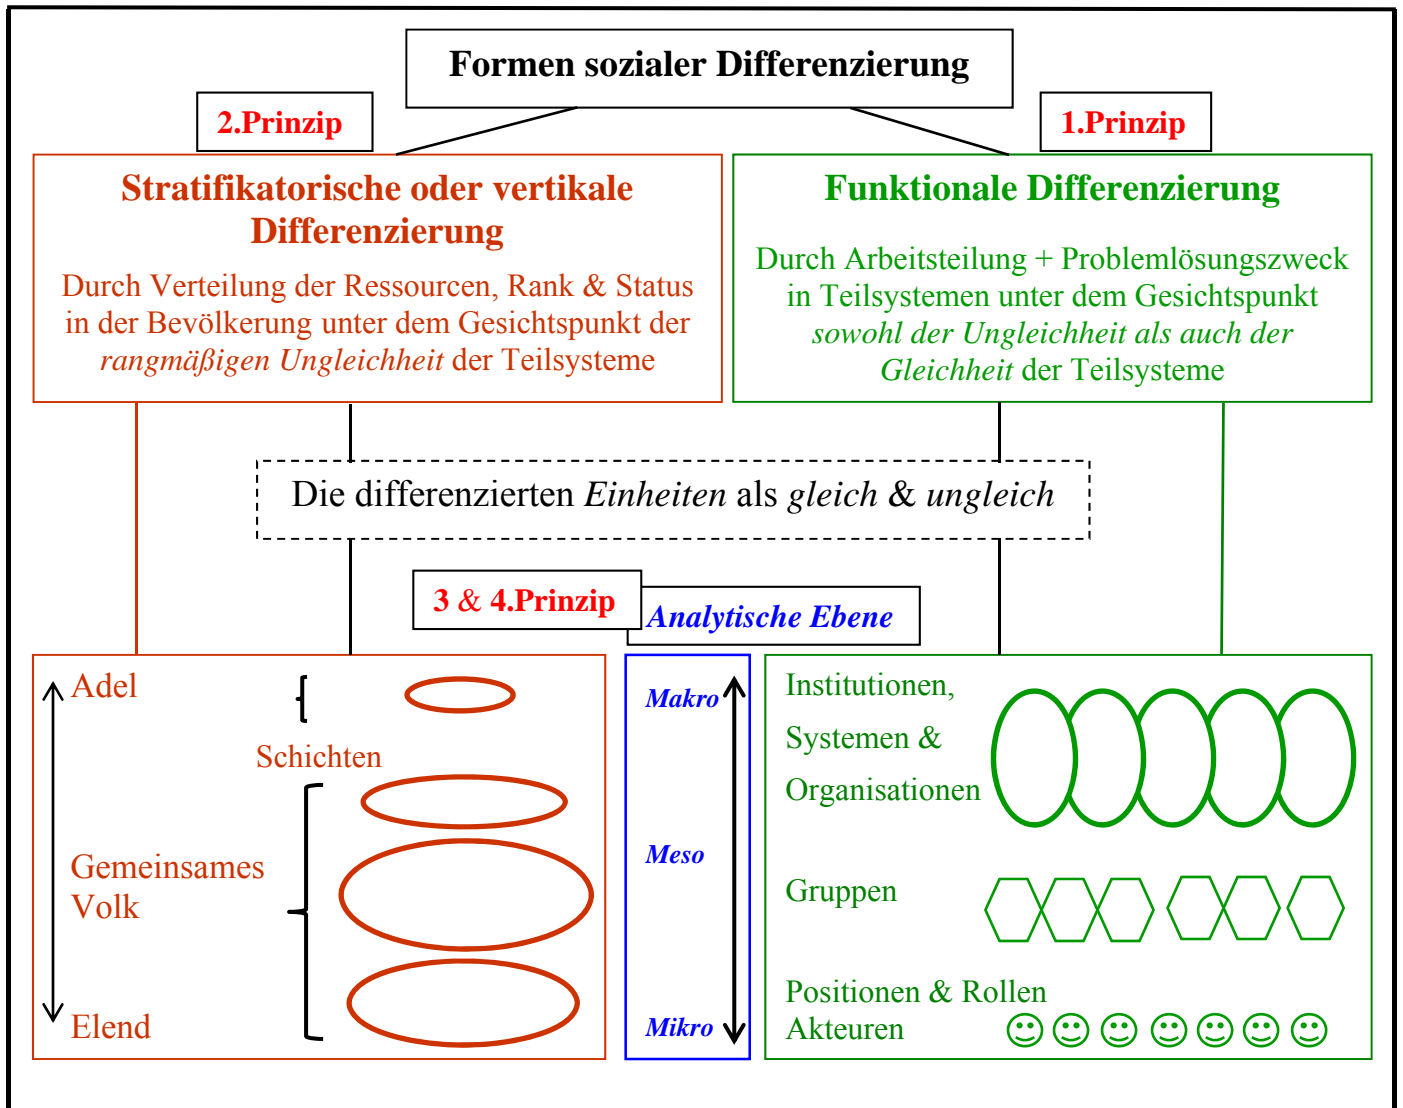 Formen sozialer Differenzierung
2.Prinzip
1.Prinzip
Stratifikatorische oder vertikale
Differenzierung
Durch Verteilung der Ressourcen, Rank & Status
in der Bevölkerung unter dem Gesichtspunkt der
rangmäßigen Ungleichheit der Teilsysteme
Funktionale Differenzierung
Durch Arbeitsteilung + Problemlösungszweck
in Teilsystemen unter dem Gesichtspunkt
sowohl der Ungleichheit als auch der
Gleichheit der Teilsysteme
Die differenzierten Einheiten als gleich & ungleich
3 & 4.Prinzip
Analytische Ebene
Adel
Schichten
Gemeinsames
Volk
Elend
Makro
Meso
Mikro
Institutionen,
Systemen &
Organisationen
Gruppen
Positionen & Rollen
Akteuren